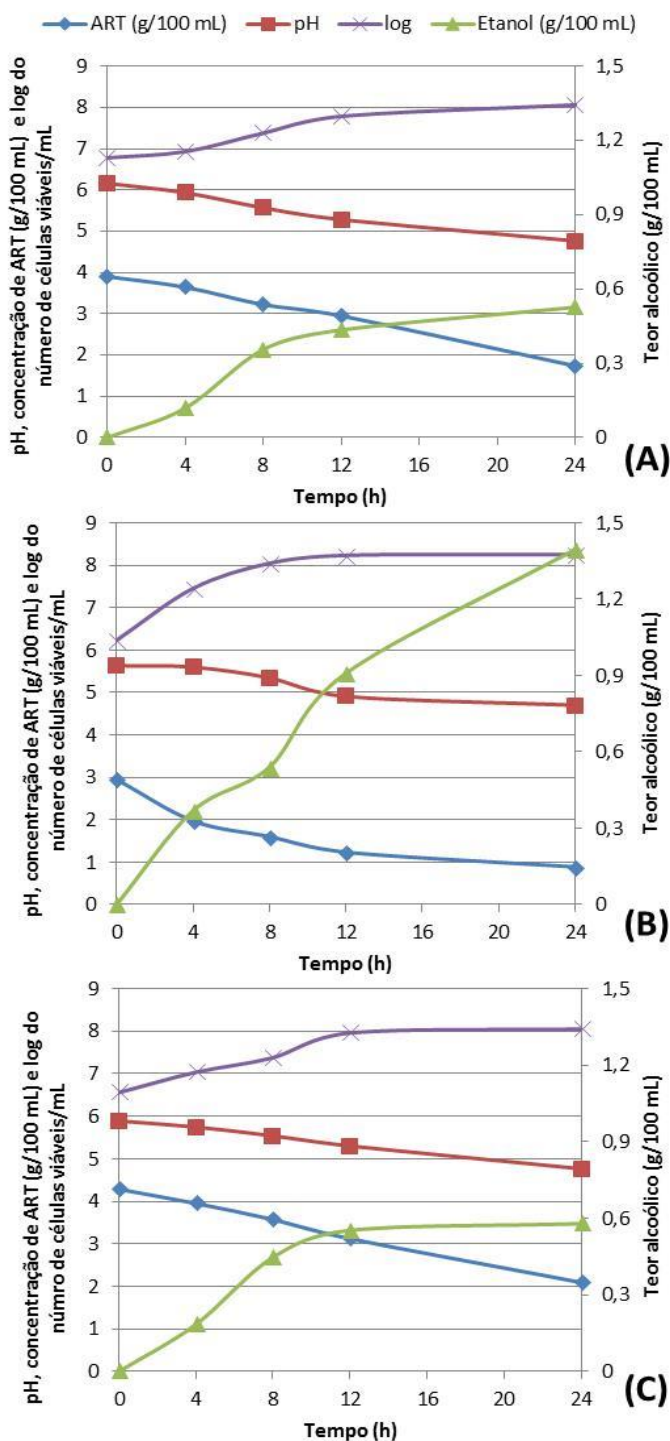 ART (g/100 mL) pH log Etanol (g/100 mL)
pH, concentração de ART (g/100 mL) e log do
número de células viáveis/mL
9
8
7
6
5
4
3
2
1
0
1,5
1,2
0,9
0,6
0,3
0
Teor alcoólico (g/100 mL)
0 4 8 12 16 20 24
Tempo (h)
(A)
pH, concentração de ART (g/100 mL) e log do
número de células viáveis/mL
9
8
7
6
5
4
3
2
1
0
1,5
1,2
0,9
0,6
0,3
0
Teor alcoólico (g/100 mL)
0 4 8 12 16 20 24
Tempo (h)
(B)
pH, concentração de ART (g/100 mL) e log do
númro de células viáveis/mL
9
8
7
6
5
4
3
2
1
0
1,5
1,2
0,9
0,6
0,3
0
Teor alcoólico (g/100 mL)
0 4 8 12 16 20 24
Tempo (h)
(C)